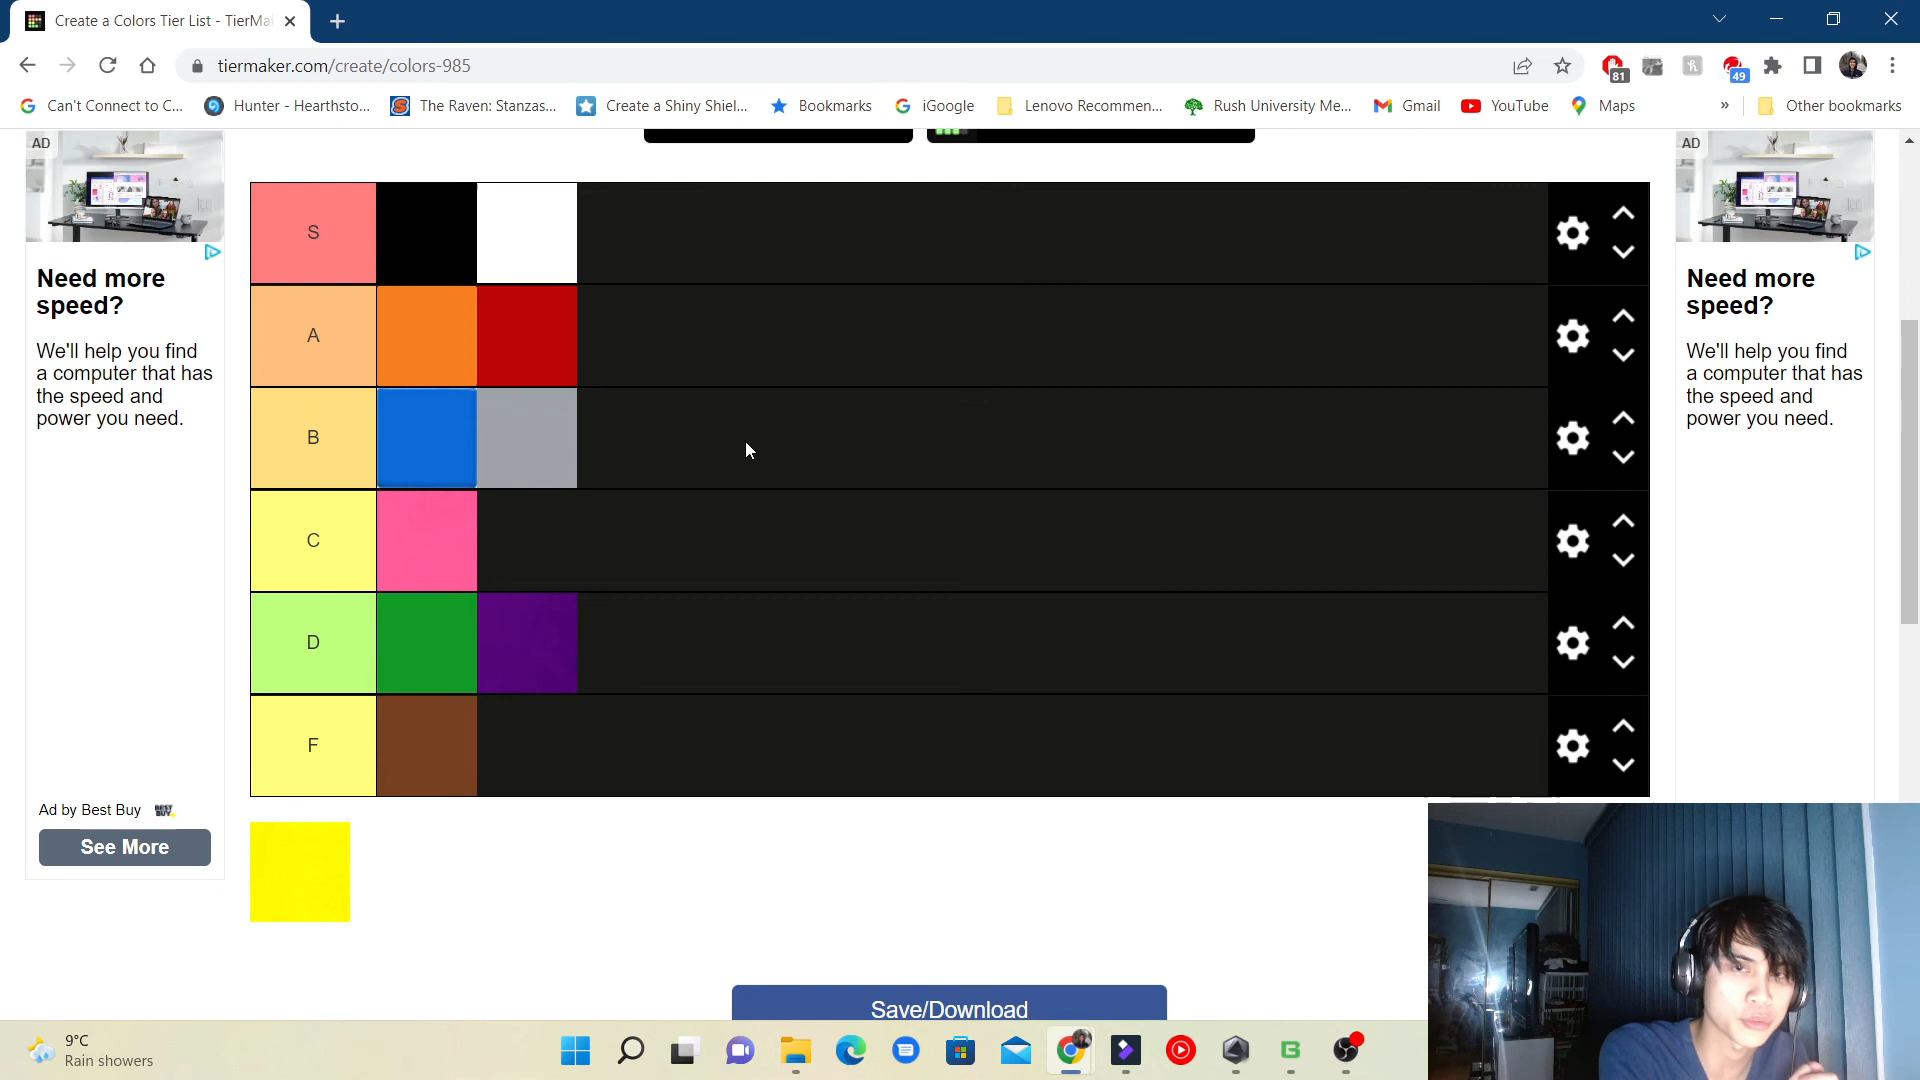 Create a Colors Tier List - TierMa
tiermaker.com/create/colors-985
81
49
Can't Connect to C...
Hunter - Hearthsto...
The Raven: Stanzas...
Create a Shiny Shiel...
Bookmarks
iGoogle
Lenovo Recommen...
Rush University Me...
Gmail
YouTube
Maps
»
Other bookmarks
AD
Need more
speed?
We'll help you find
a computer that has
the speed and
power you need.
Ad by Best Buy
BEST
BUY
See More
S
A
B
C
D
F
AD
Need more
speed?
We'll help you find
a computer that has
the speed and
power you need.
Save/Download
9°C
Rain showers